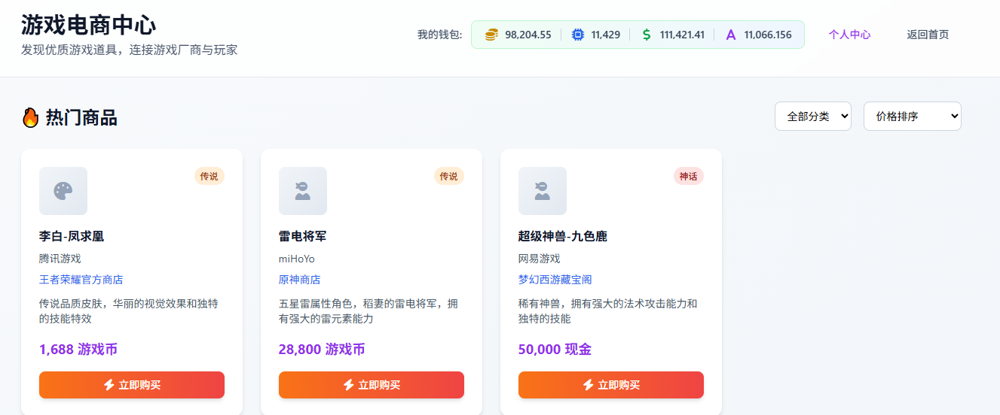 游戏电商中心
发现优质游戏道具，连接游戏厂商与玩家
我的钱包: 98,204.55 11,429 111,421.41 11,066.156 个人中心 返回首页
热门商品
全部分类 价格排序
传说
李白-凤求凰
腾讯游戏
王者荣耀官方商店
传说品质皮肤，华丽的视觉效果和独特
的技能特效
1,688 游戏币
立即购买
传说
雷电将军
miHoYo
原神商店
五星雷属性角色，稻妻的雷电将军，拥
有强大的雷元素能力
28,800 游戏币
立即购买
神话
超级神兽-九色鹿
网易游戏
梦幻西游藏宝阁
稀有神兽，拥有强大的法术攻击能力和
独特的技能
50,000 现金
立即购买